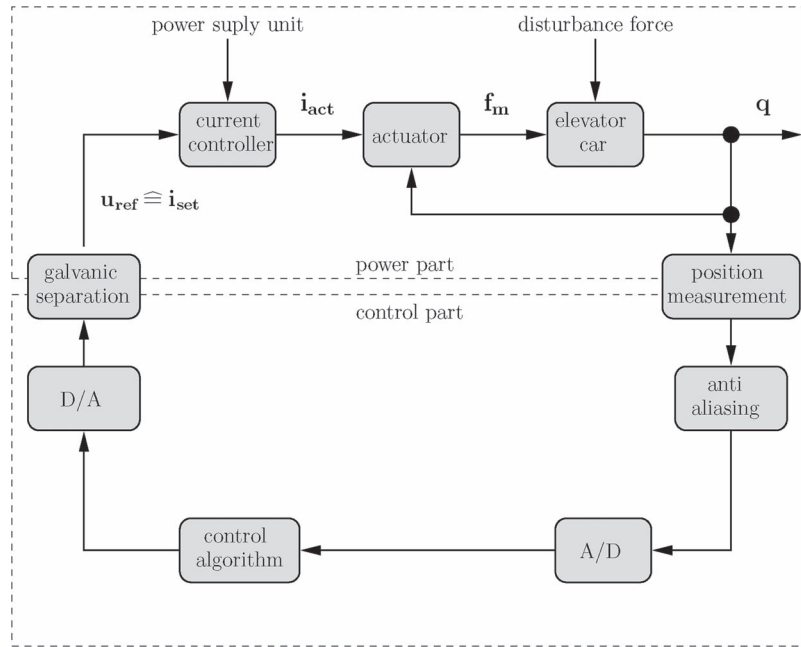 power suply unit
disturbance force
current
controller
i_act
actuator
f_m
elevator
car
q
u_ref ≙ i_set
galvanic
separation
power part
control part
position
measurement
D/A
anti
aliasing
control
algorithm
A/D